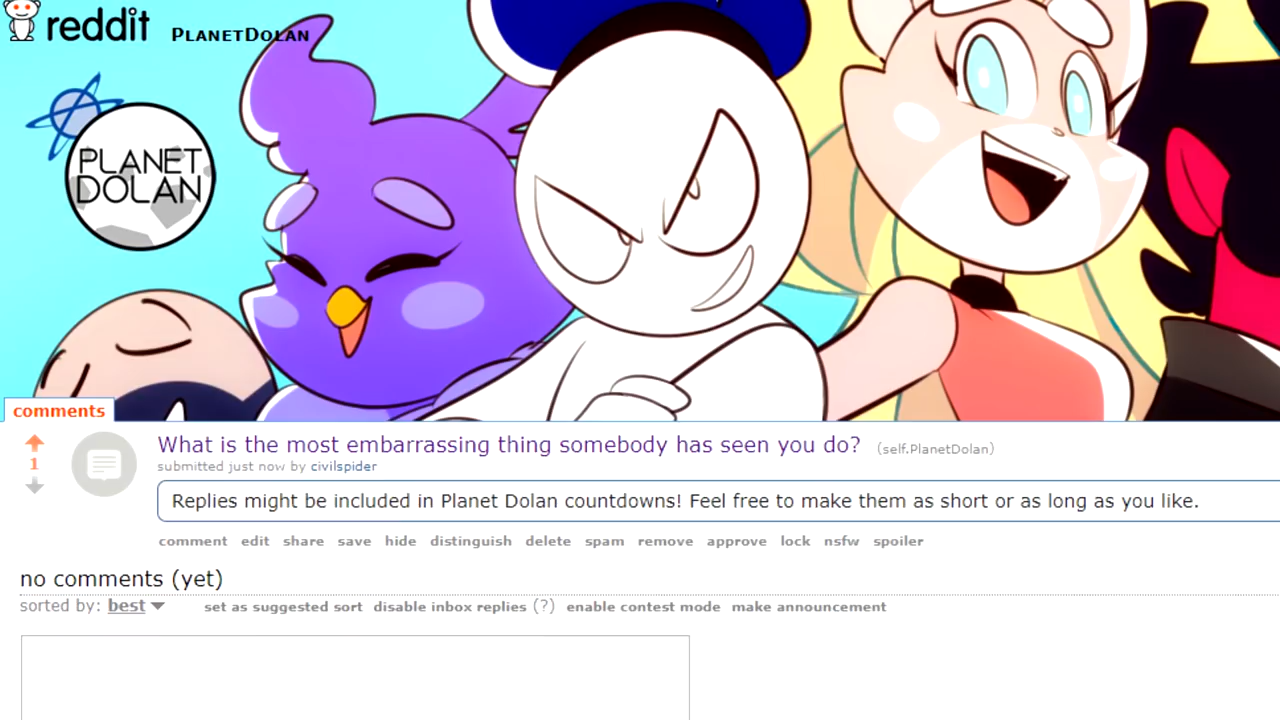 reddit PLANETDOLAN
PLANET
DOLAN
comments
What is the most embarrassing thing somebody has seen you do? (self.PlanetDolan)
1
submitted just now by civilspider
Replies might be included in Planet Dolan countdowns! Feel free to make them as short or as long as you like.
comment edit share save hide distinguish delete spam remove approve lock nsfw spoiler
no comments (yet)
sorted by: best set as suggested sort disable inbox replies (?) enable contest mode make announcement